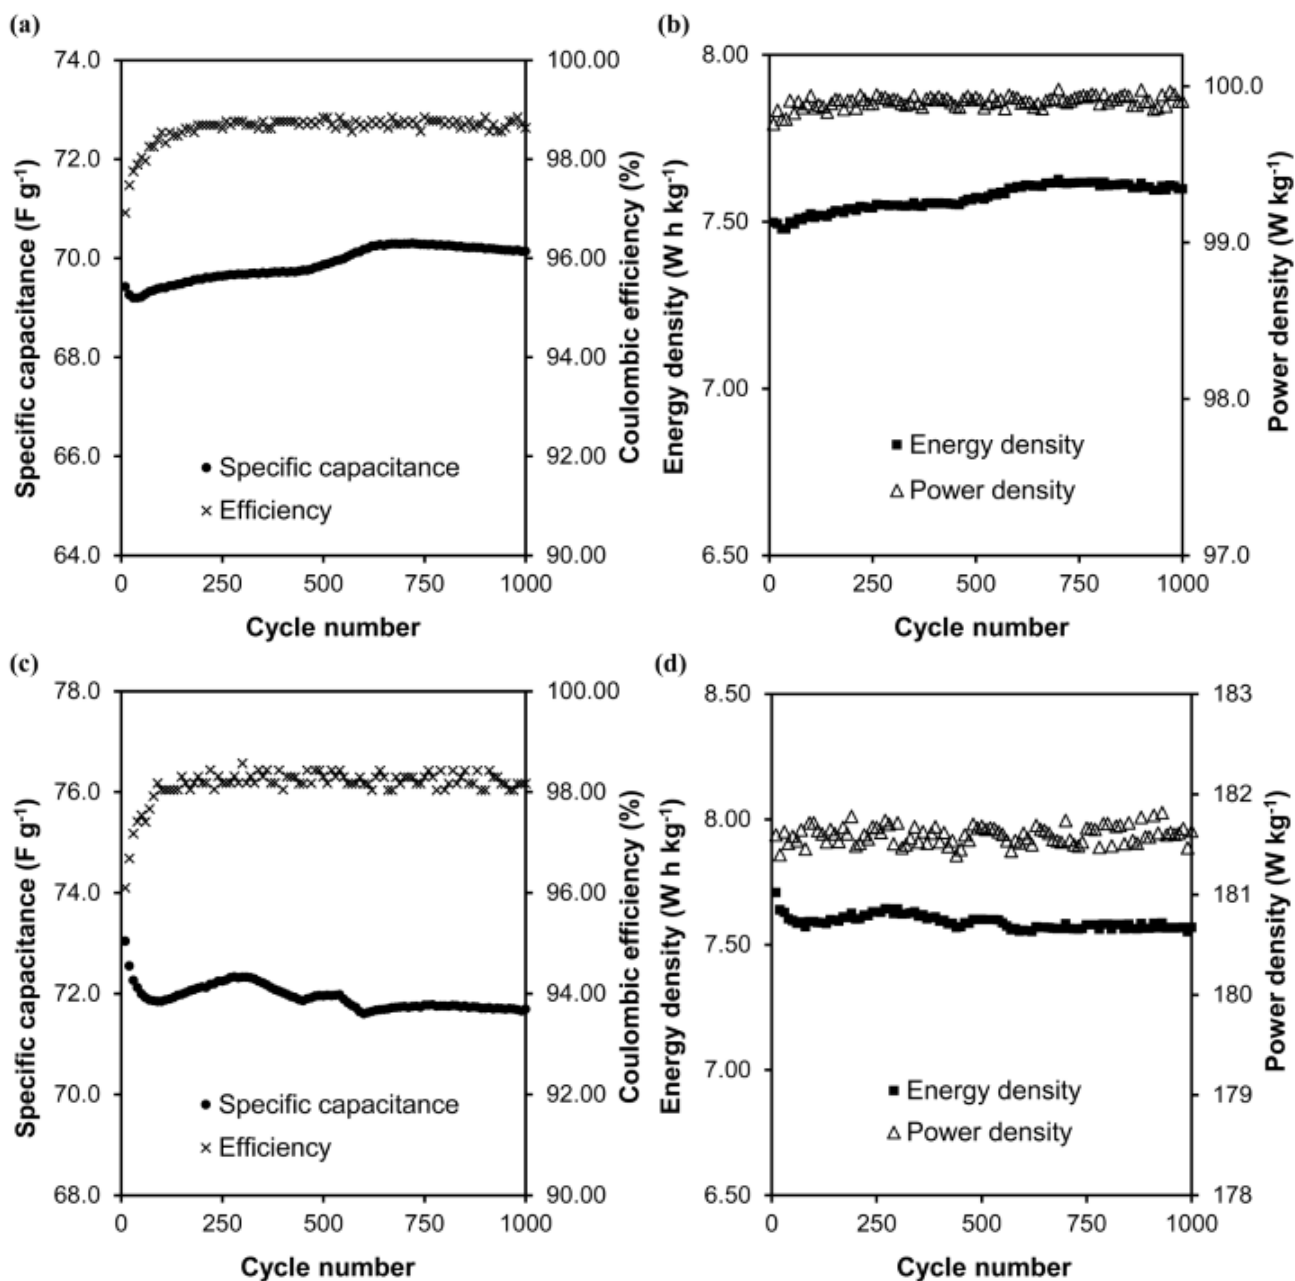 (a)
74.0
72.0
70.0
68.0
66.0
64.0
Specific capacitance (F g-1)
100.00
98.00
96.00
94.00
92.00
90.00
Coulombic efficiency (%)
Specific capacitance
Efficiency
0 250 500 750 1000
Cycle number
(b)
8.00
7.50
7.00
6.50
Energy density (W h kg-1)
100.0
99.0
98.0
97.0
Power density (W kg-1)
Energy density
Power density
0 250 500 750 1000
Cycle number
(c)
78.0
76.0
74.0
72.0
70.0
68.0
Specific capacitance (F g-1)
100.00
98.00
96.00
94.00
92.00
90.00
Coulombic efficiency (%)
Specific capacitance
Efficiency
0 250 500 750 1000
Cycle number
(d)
8.50
8.00
7.50
7.00
6.50
Energy density (W h kg-1)
183
182
181
180
179
178
Power density (W kg-1)
Energy density
Power density
0 250 500 750 1000
Cycle number